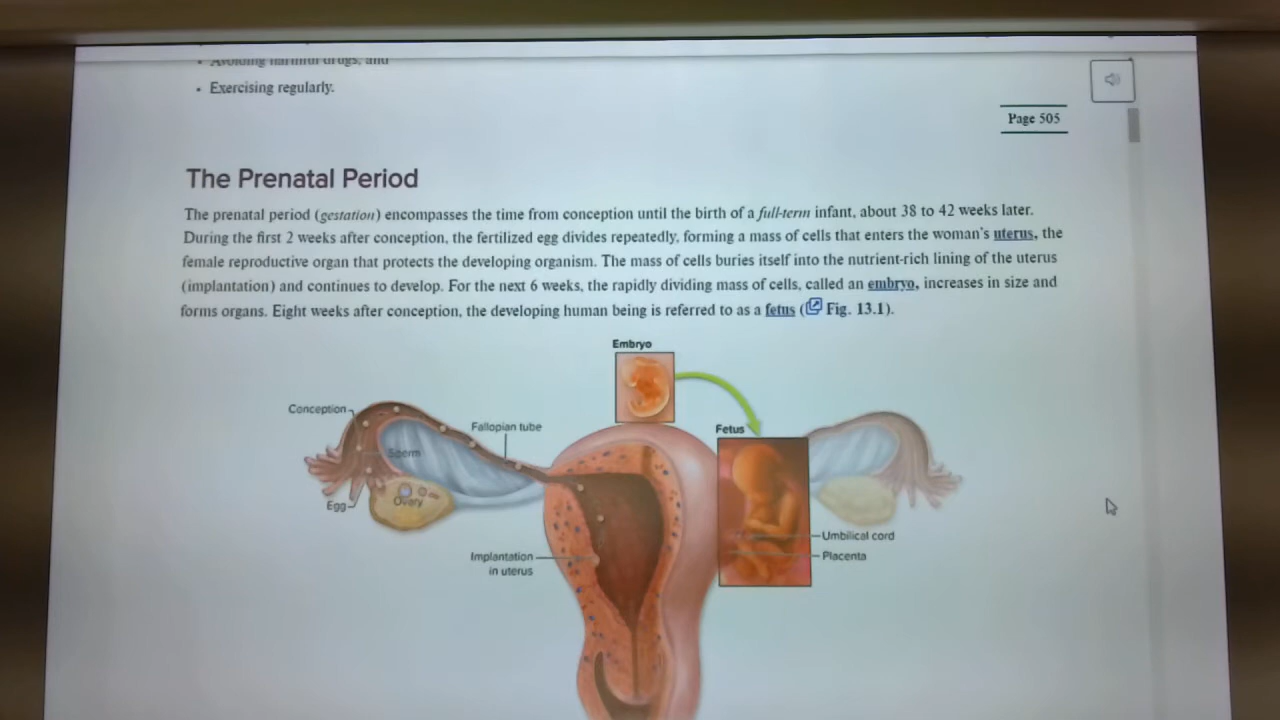 • Avoiding harmful drugs, and
• Exercising regularly.
Page 505
The Prenatal Period
The prenatal period (gestation) encompasses the time from conception until the birth of a full-term infant, about 38 to 42 weeks later.
During the first 2 weeks after conception, the fertilized egg divides repeatedly, forming a mass of cells that enters the woman's uterus, the
female reproductive organ that protects the developing organism. The mass of cells buries itself into the nutrient-rich lining of the uterus
(implantation) and continues to develop. For the next 6 weeks, the rapidly dividing mass of cells, called an embryo, increases in size and
forms organs. Eight weeks after conception, the developing human being is referred to as a fetus ( Fig. 13.1).
Embryo
Conception
Fallopian tube
Fetus
Sperm
Egg
Ovary
Umbilical cord
Implantation
in uterus
Placenta